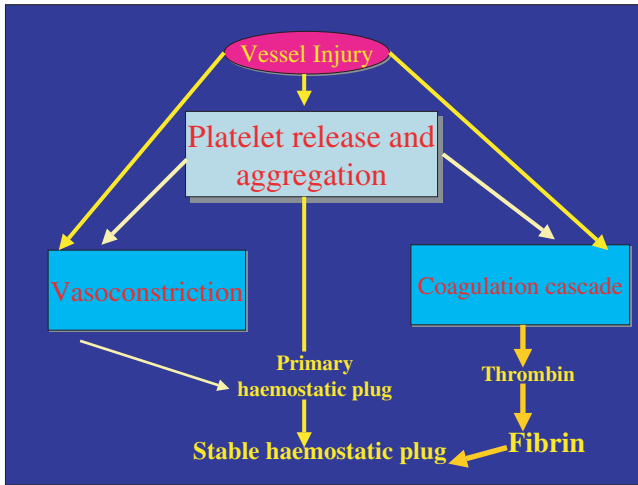 Vessel Injury
Platelet release and
aggregation
Vasoconstriction
Coagulation cascade
Primary
haemostatic plug
Thrombin
Stable haemostatic plug
Fibrin